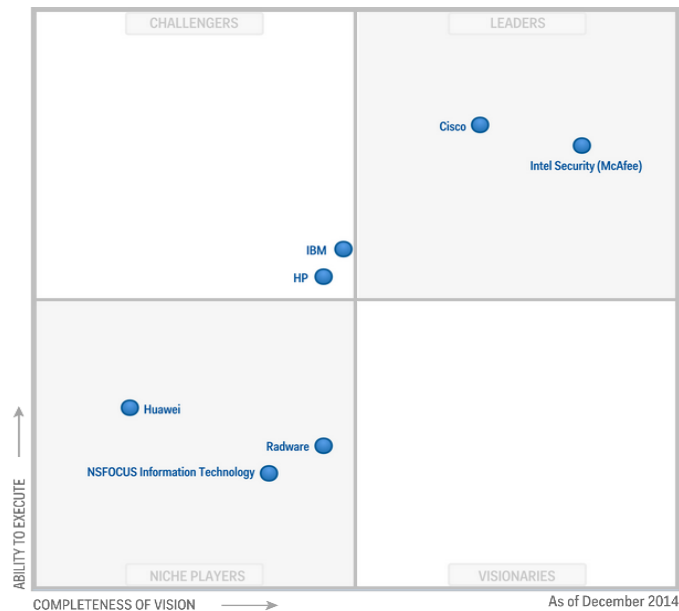 CHALLENGERS
LEADERS
Cisco
Intel Security (McAfee)
IBM
HP
Huawei
Radware
NSFOCUS Information Technology
ABILITY TO EXECUTE
NICHE PLAYERS
VISIONARIES
COMPLETENESS OF VISION
As of December 2014